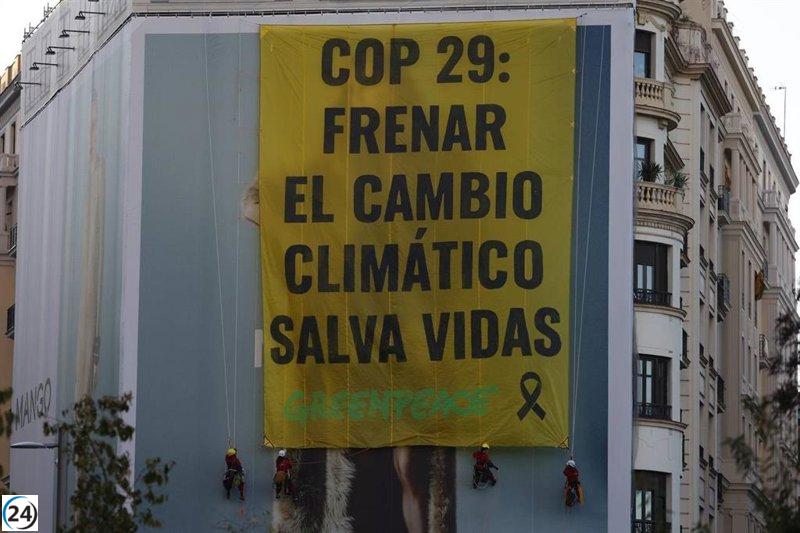 COP 29:
FRENAR
EL CAMBIO
CLIMÁTICO
SALVA VIDAS
GREENPEACE
MANGO
24